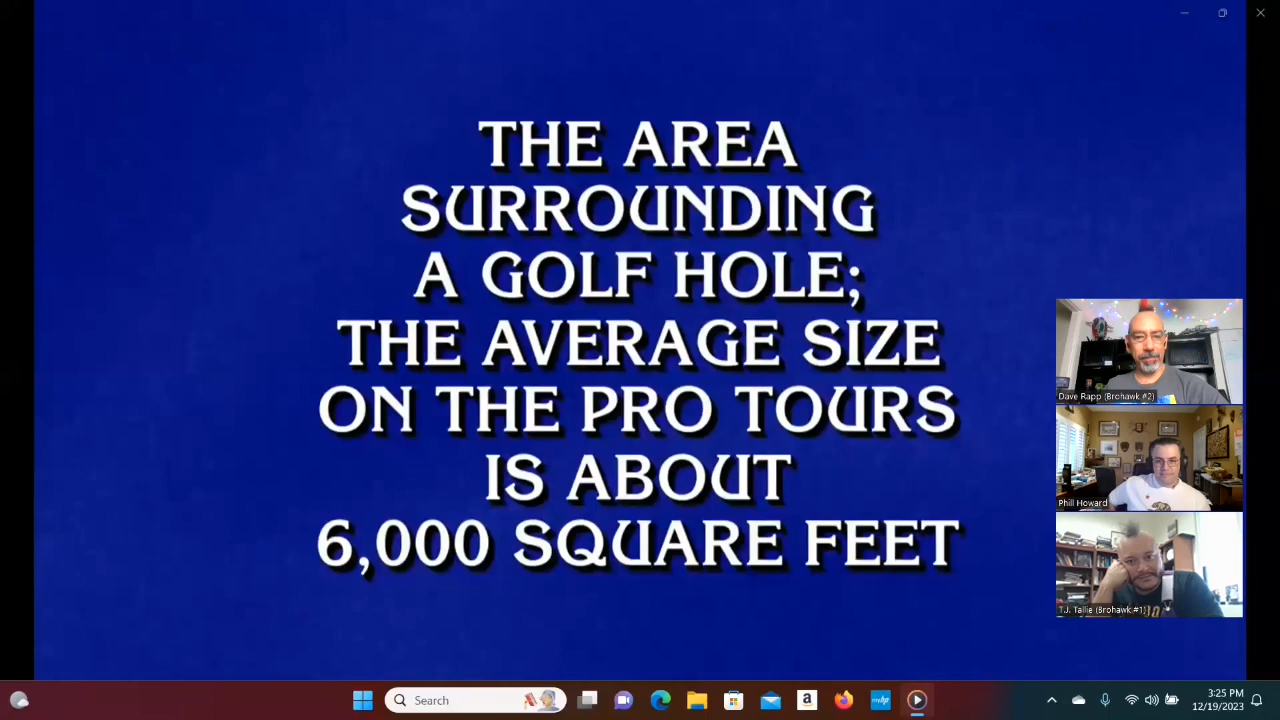 THE AREA
SURROUNDING
A GOLF HOLE;
THE AVERAGE SIZE
ON THE PRO TOURS
IS ABOUT
6,000 SQUARE FEET
Dave Rapp (Brohawk #2)
Phill Howard
T.J. Tallie (Brohawk #1)
Search
a
myhp
3:25 PM
12/19/2023